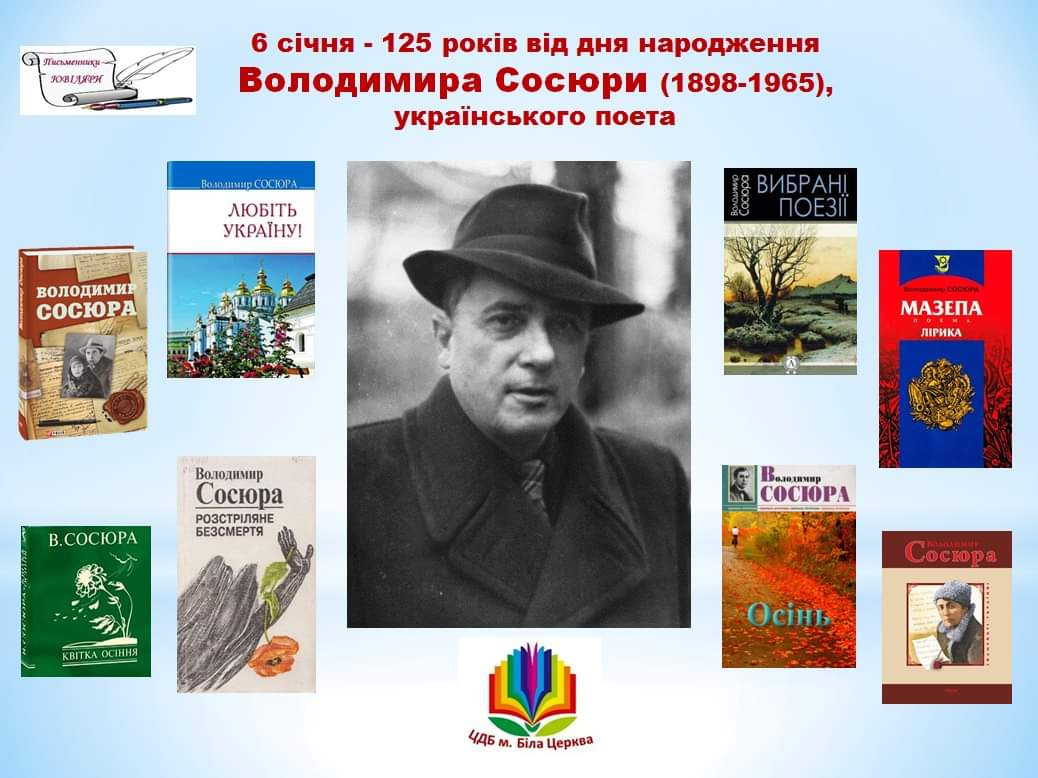 6 січня - 125 років від дня народження
Володимира Сосюри (1898-1965),
українського поета
Письменники -
ЮВІЛЯРИ
Володимир СОСЮРА
ЛЮБІТЬ
УКРАЇНУ!
ВОЛОДИМИР
СОСЮРА
Володимир
Сосюра
РОЗСТРІЛЯНЕ
БЕЗСМЕРТЯ
В. СОСЮРА
КВІТКА ОСІННЯ
Володимир
Сосюра
ВИБРАНІ
ПОЕЗІЇ
Володимир СОСЮРА
МАЗЕПА
ПОЕМА
ЛІРИКА
Володимир
СОСЮРА
Осінь
Володимир
Сосюра
ЦДБ м. Біла Церква